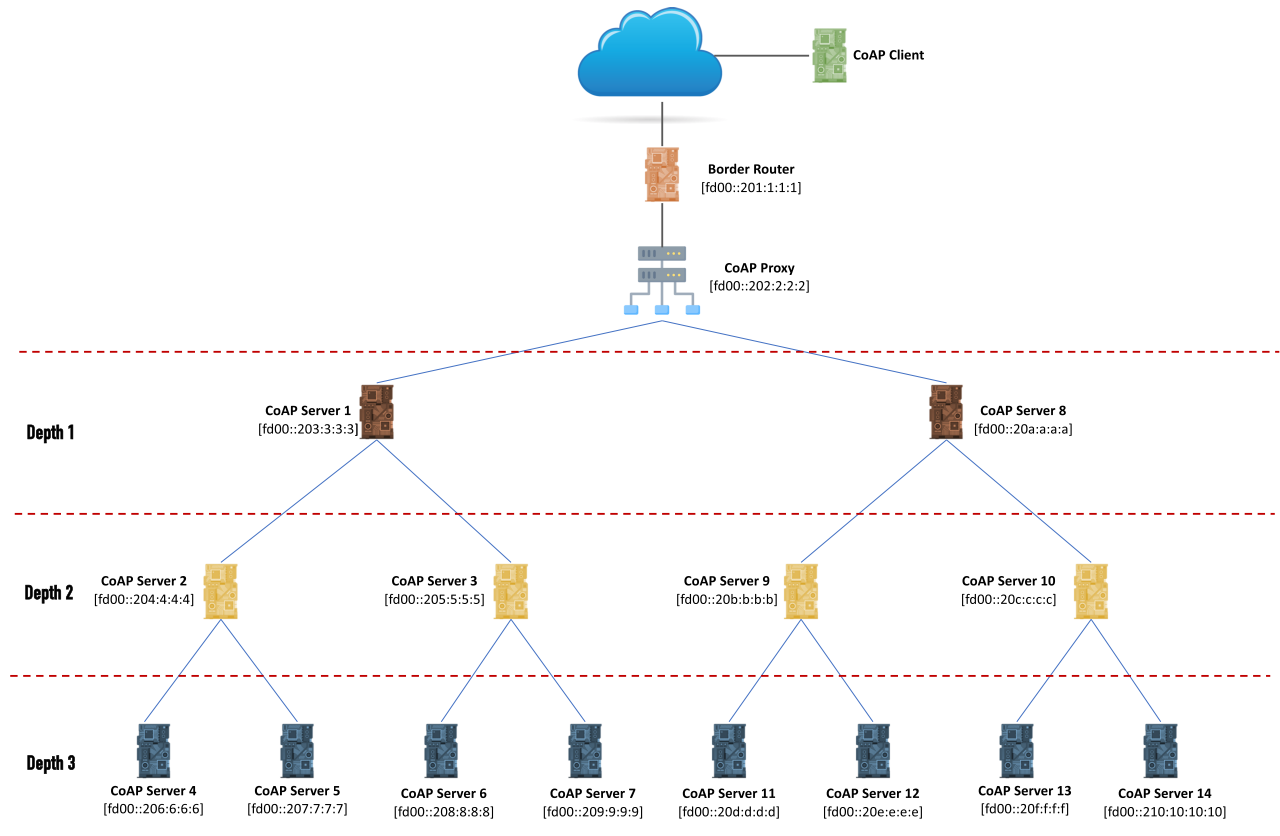 CoAP Client
Border Router
[fd00::201:1:1:1]
CoAP Proxy
[fd00::202:2:2:2]
Depth 1
CoAP Server 1
[fd00::203:3:3:3]
CoAP Server 8
[fd00::20a:a:a:a]
Depth 2
CoAP Server 2
[fd00::204:4:4:4]
CoAP Server 3
[fd00::205:5:5:5]
CoAP Server 9
[fd00::20b:b:b:b]
CoAP Server 10
[fd00::20c:c:c:c]
Depth 3
CoAP Server 4
[fd00::206:6:6:6]
CoAP Server 5
[fd00::207:7:7:7]
CoAP Server 6
[fd00::208:8:8:8]
CoAP Server 7
[fd00::209:9:9:9]
CoAP Server 11
[fd00::20d:d:d:d]
CoAP Server 12
[fd00::20e:e:e:e]
CoAP Server 13
[fd00::20f:f:f:f]
CoAP Server 14
[fd00::210:10:10:10]